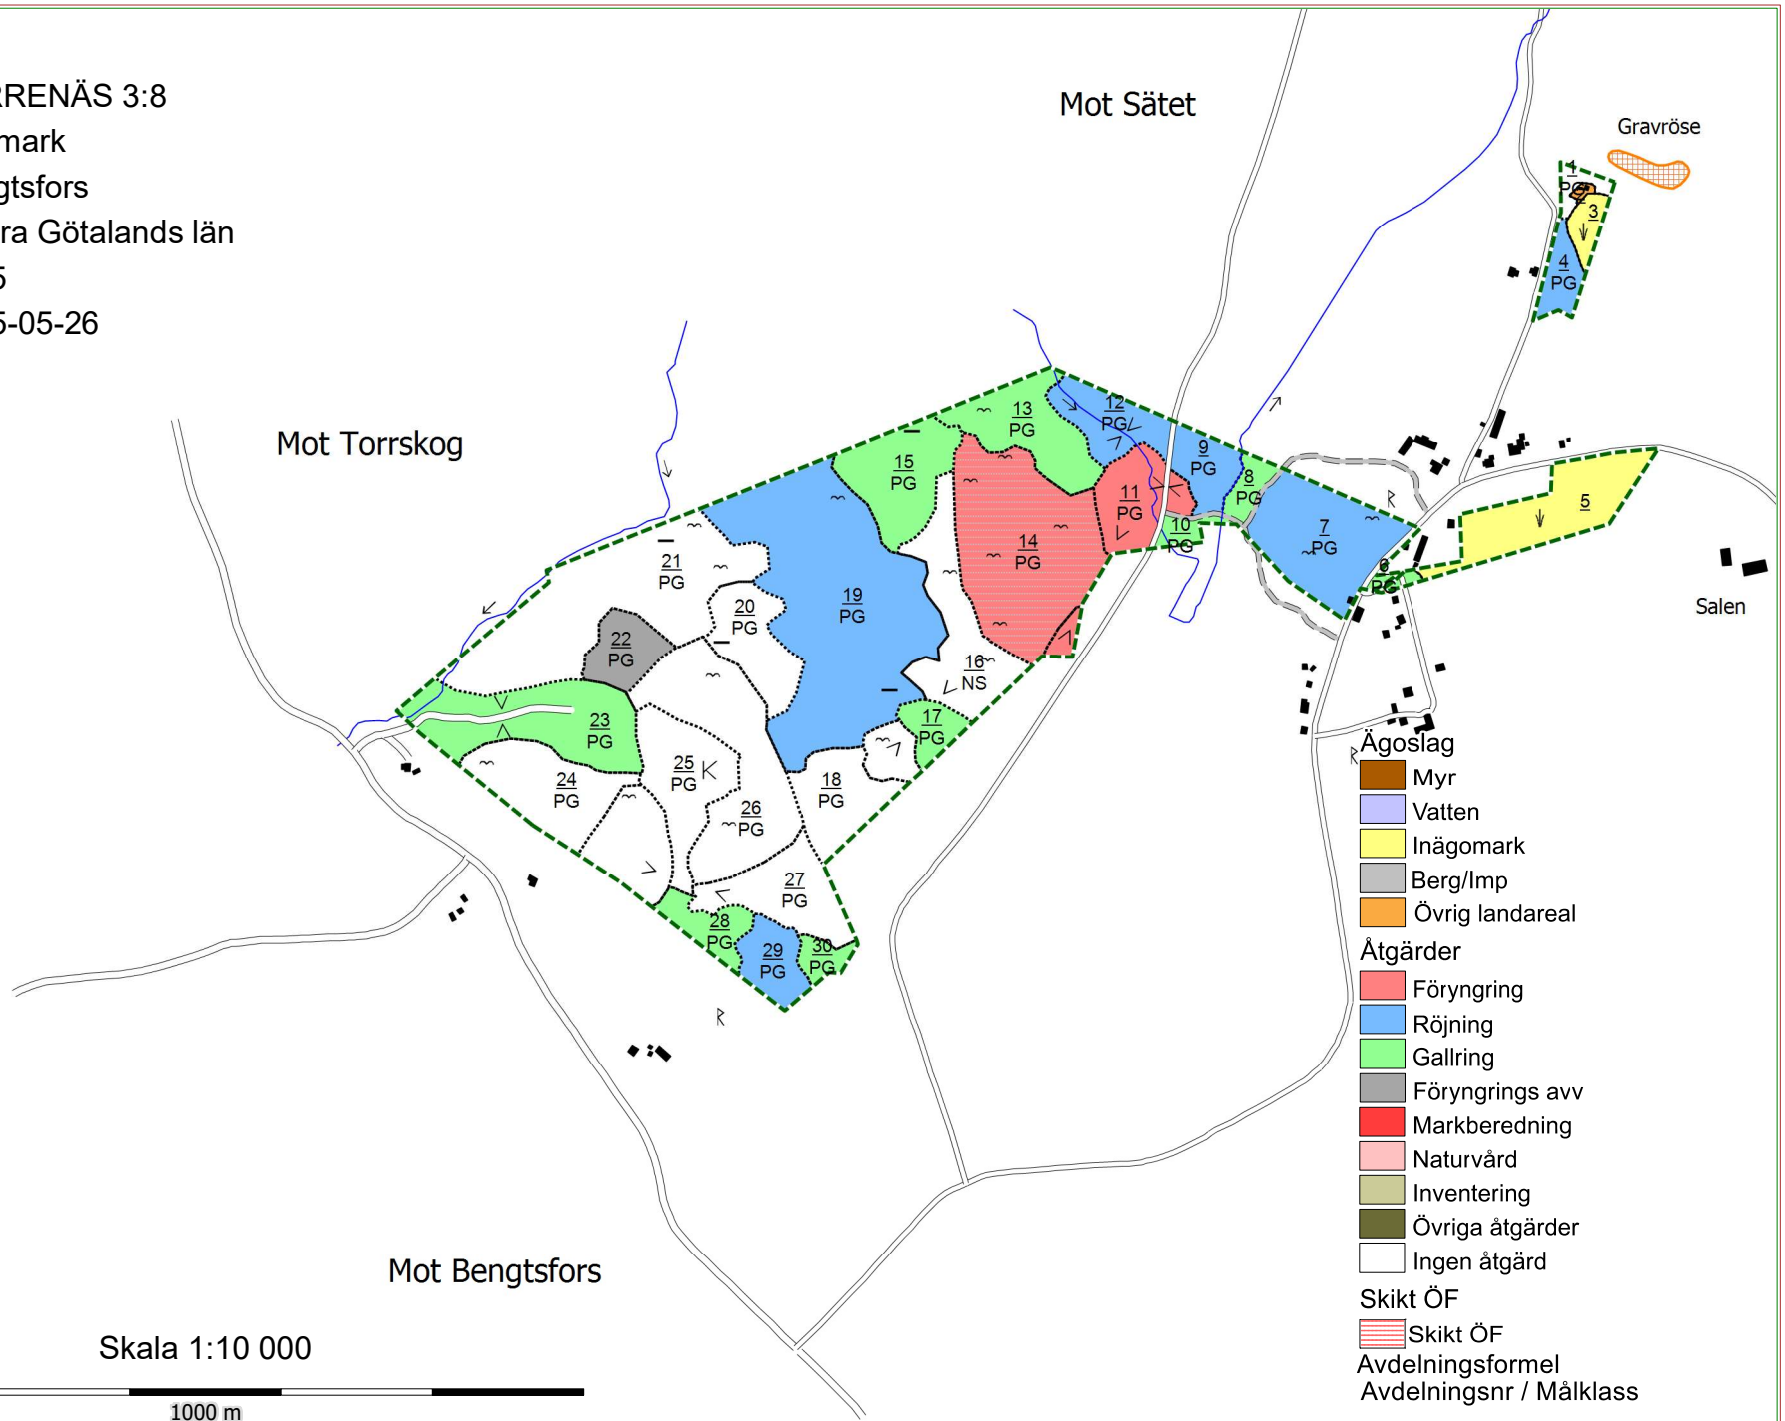 RRENÄS 3:8
mark
gtsfors
ra Götalands län
5
5-05-26
Mot Sätet
Gravröse
1
PG
3
4
PG
Mot Torrskog
12
PG
13
PG
9
PG
15
PG
8
PG
5
11
PG
7
PG
10
PG
14
PG
21
PG
6
PG
19
PG
20
PG
Salen
22
PG
16
NS
17
PG
23
PG
Ägoslag
Myr
Vatten
Inägomark
Berg/Imp
Övrig landareal
25
PG
24
PG
18
PG
26
PG
27
PG
28
PG
29
PG
30
PG
Åtgärder
Föryngring
Röjning
Gallring
Föryngrings avv
Markberedning
Naturvård
Inventering
Övriga åtgärder
Ingen åtgärd
Mot Bengtsfors
Skikt ÖF
Skikt ÖF
Avdelningsformel
Avdelningsnr / Målklass
Skala 1:10 000
1000 m